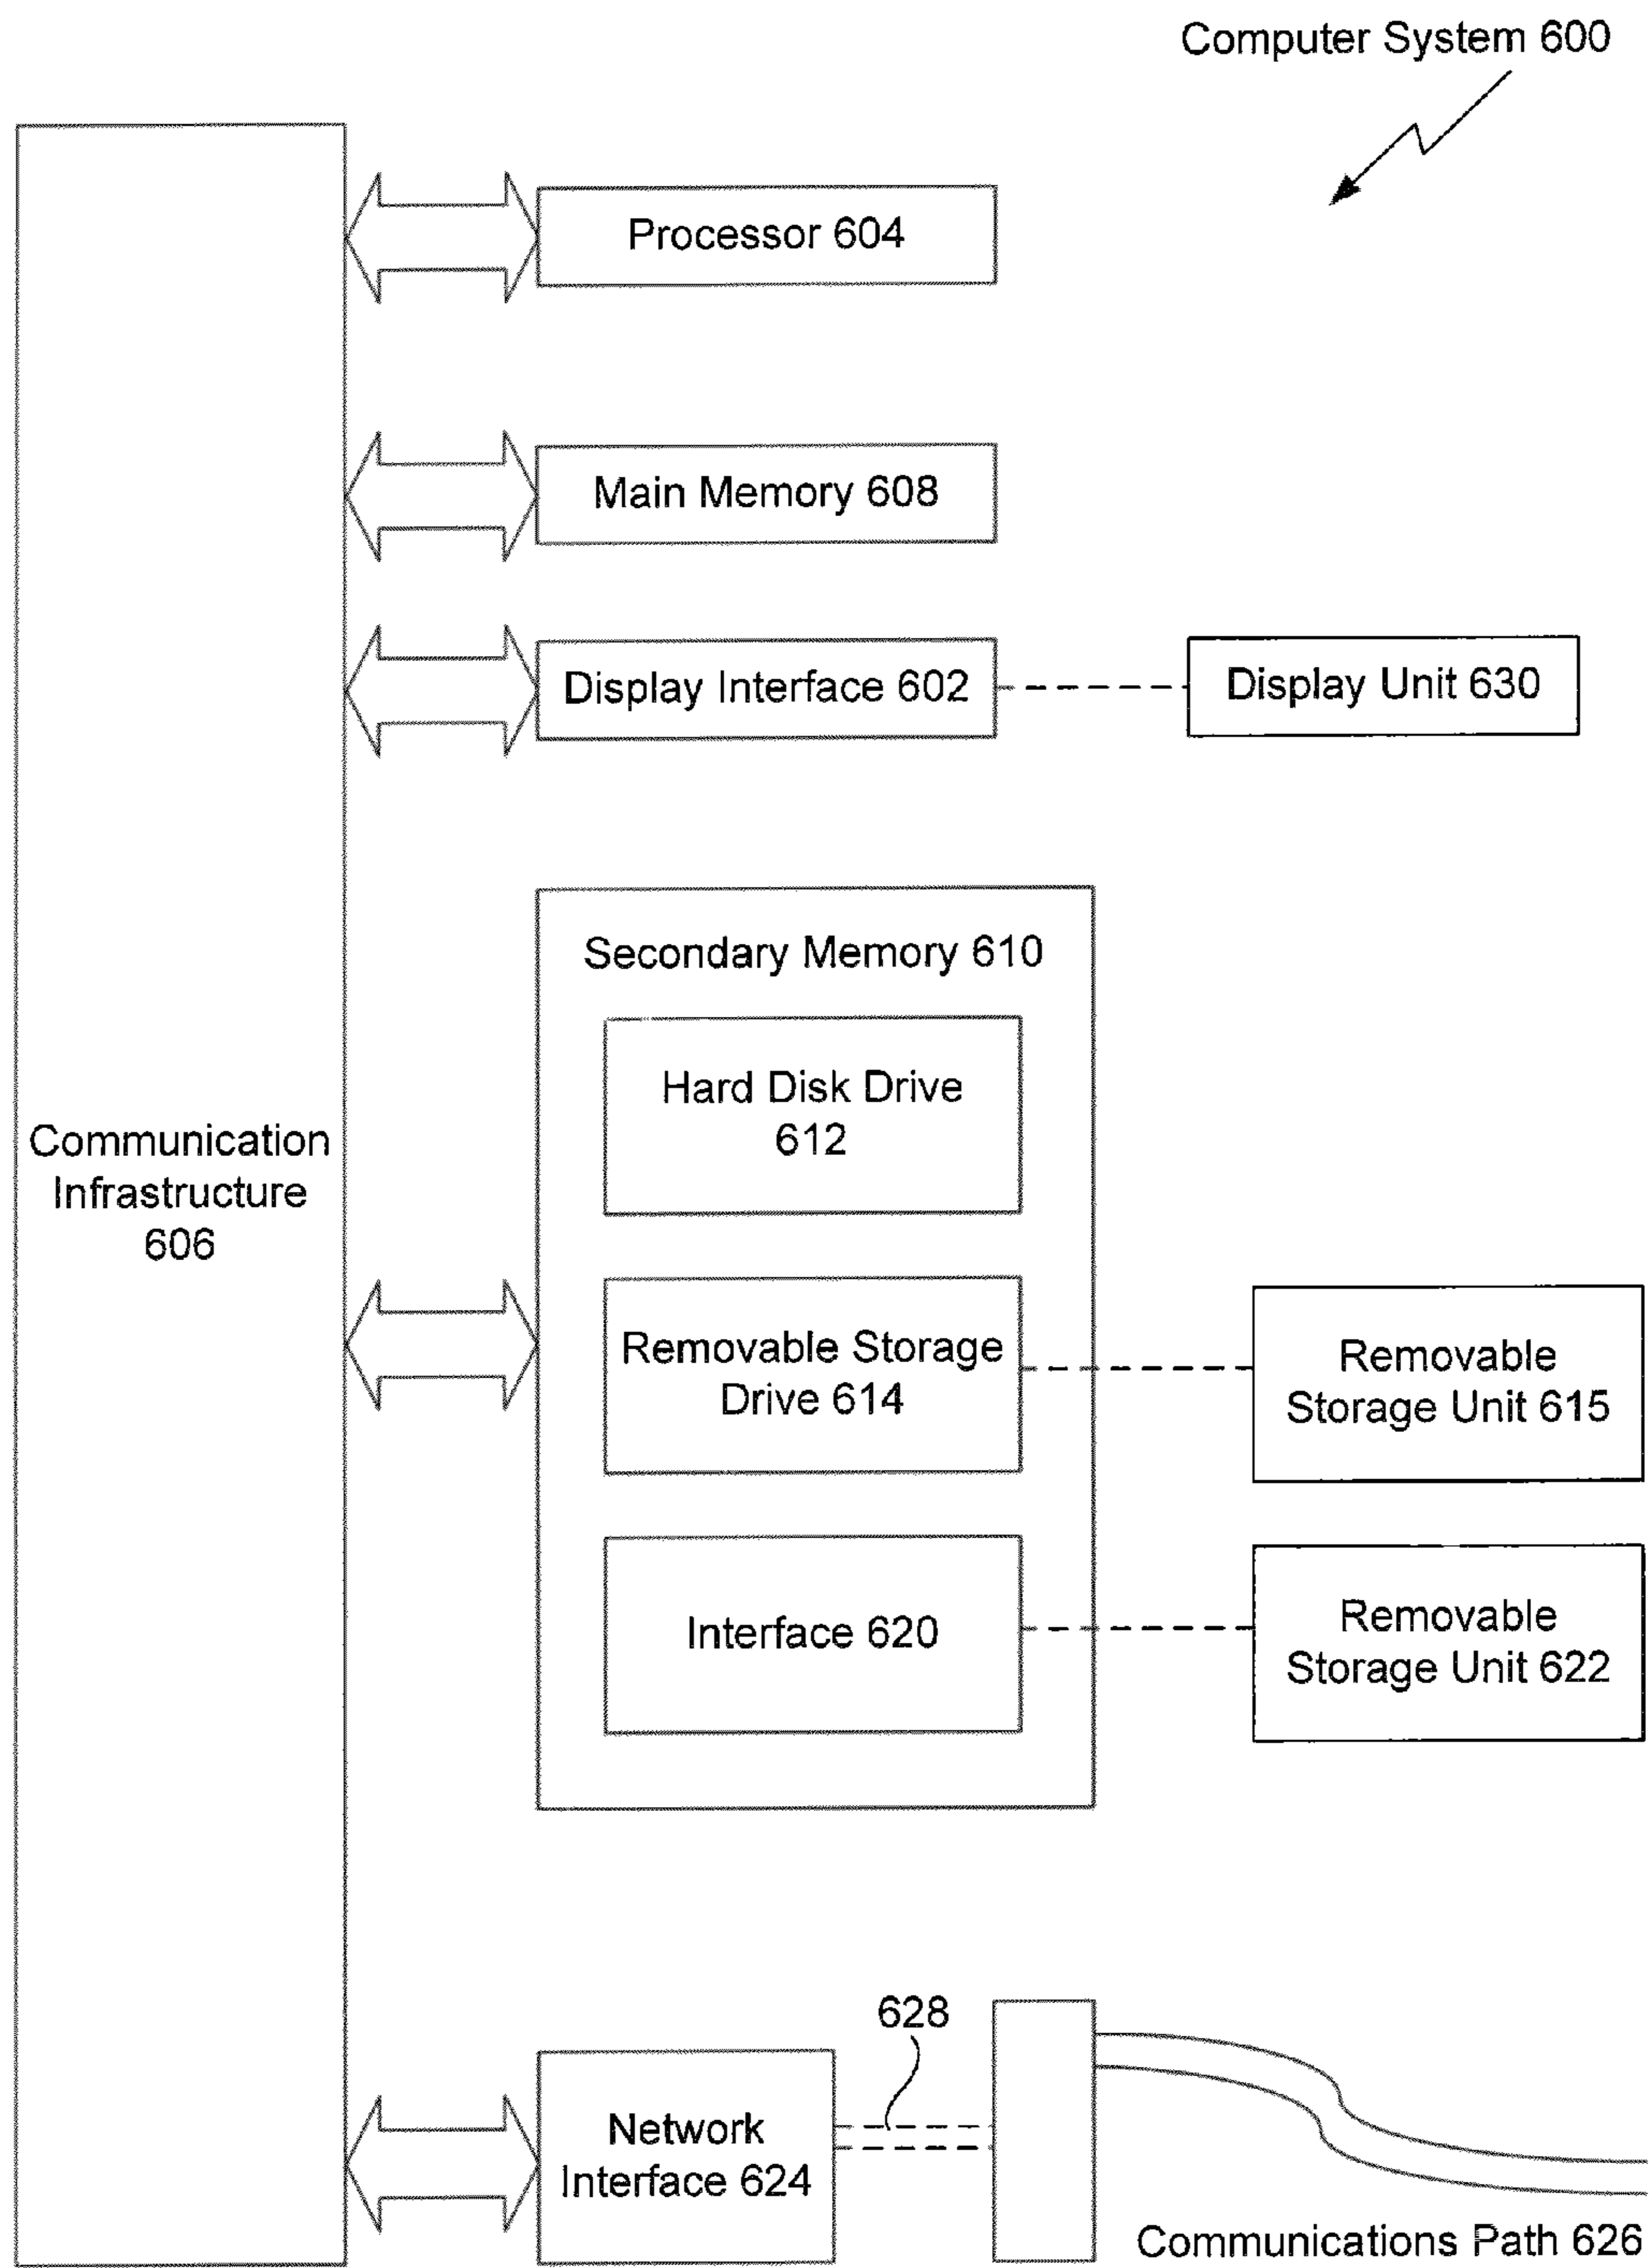 Computer System 600
Processor 604
Main Memory 608
Display Interface 602
Display Unit 630
Secondary Memory 610
Hard Disk Drive
612
Communication
Infrastructure
606
Removable Storage
Drive 614
Removable
Storage Unit 615
Interface 620
Removable
Storage Unit 622
628
Network
Interface 624
Communications Path 626